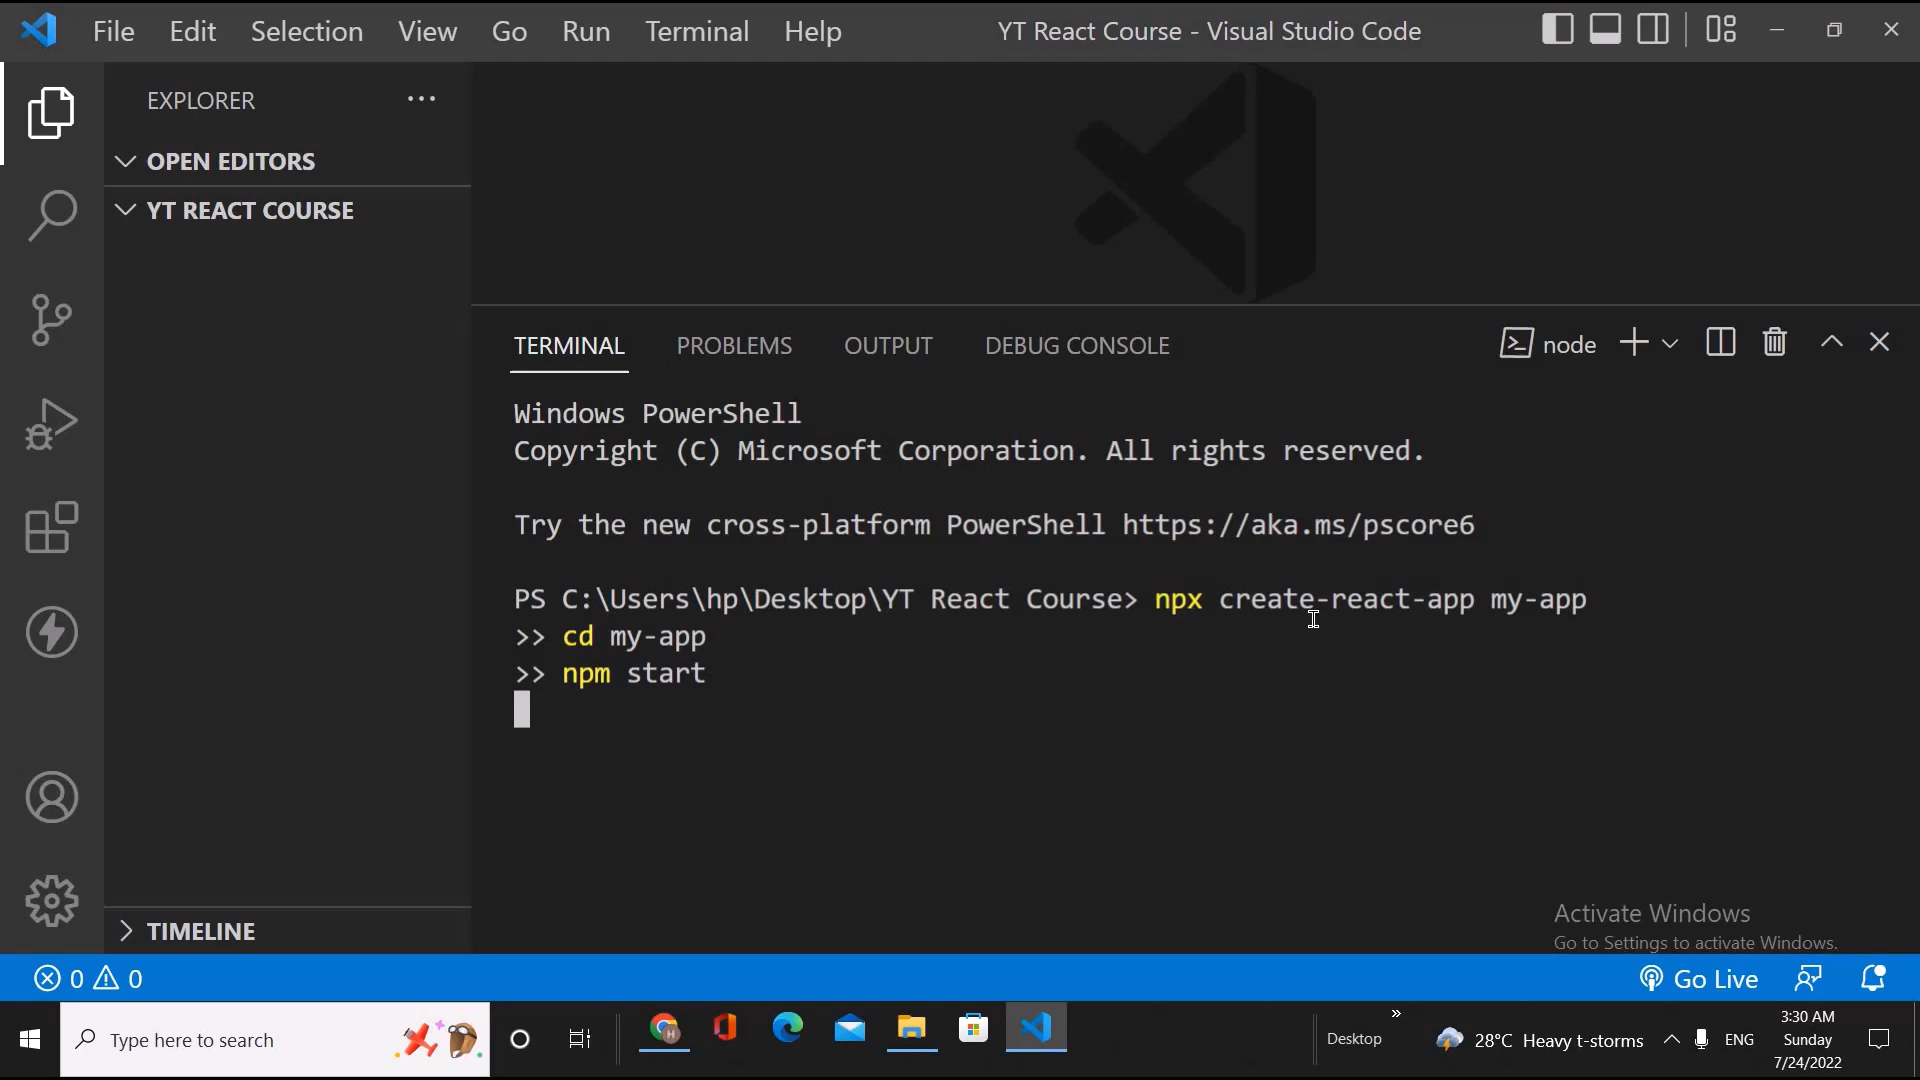 File Edit Selection View Go Run Terminal Help YT React Course - Visual Studio Code
EXPLORER
OPEN EDITORS
YT REACT COURSE
TERMINAL PROBLEMS OUTPUT DEBUG CONSOLE node
Windows PowerShell
Copyright (C) Microsoft Corporation. All rights reserved.
Try the new cross-platform PowerShell https://aka.ms/pscore6
PS C:\Users\hp\Desktop\YT React Course> npx create-react-app my-app
>> cd my-app
>> npm start
Activate Windows
Go to Settings to activate Windows.
TIMELINE
0 0 Go Live
Type here to search Desktop » 28°C Heavy t-storms ENG
3:30 AM
Sunday
7/24/2022